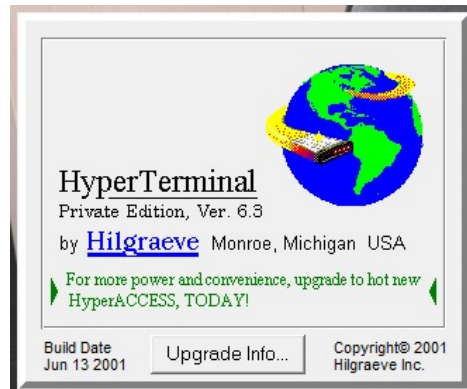 HyperTerminal
Private Edition, Ver. 6.3
by Hilgraeve Monroe, Michigan USA
For more power and convenience, upgrade to hot new
HyperACCESS, TODAY!
Build Date
Jun 13 2001
Upgrade Info...
Copyright© 2001
Hilgraeve Inc.